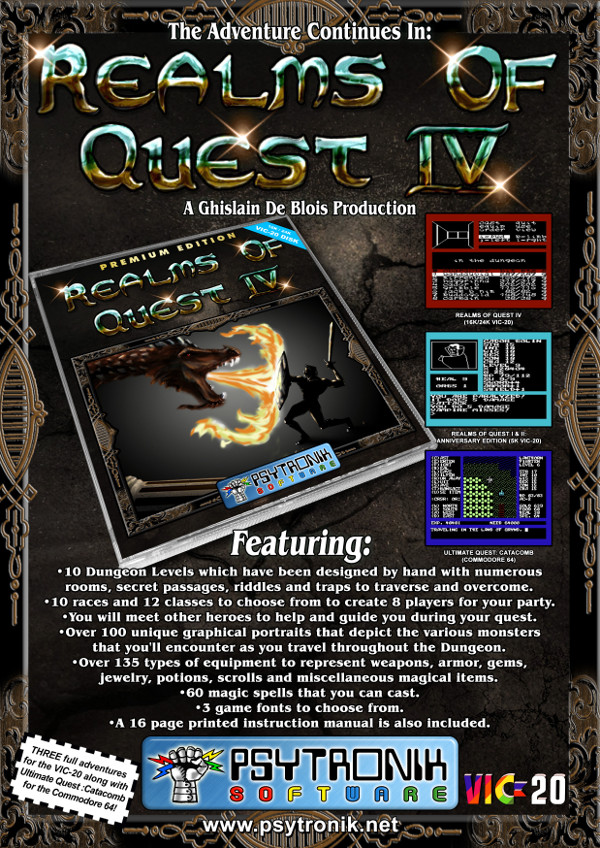 The Adventure Continues In:
REALMS OF
QUEST IV
A Ghislain De Blois Production
VIC-20 DISK
PREMIUM EDITION
REALMS OF
QUEST IV
PSYTRONIK
SOFTWARE
in the dungeon
REALMS OF QUEST IV
(16K/24K VIC-20)
REALMS OF QUEST I & II:
ANNIVERSARY EDITION (5K VIC-20)
ULTIMATE QUEST: CATACOMB
(COMMODORE 64)
Featuring:
•10 Dungeon Levels which have been designed by hand with numerous
rooms, secret passages, riddles and traps to traverse and overcome.
•10 races and 12 classes to choose from to create 8 players for your party.
•You will meet other heroes to help and guide you during your quest.
•Over 100 unique graphical portraits that depict the various monsters
that you'll encounter as you travel throughout the Dungeon.
•Over 135 types of equipment to represent weapons, armor, gems,
jewelry, potions, scrolls and miscellaneous magical items.
•60 magic spells that you can cast.
•3 game fonts to choose from.
•A 16 page printed instruction manual is also included.
THREE full adventures
for the VIC-20 along with
Ultimate Quest :Catacomb
for the Commodore 64!
PSYTRONIK
SOFTWARE
VIC 20
www.psytronik.net